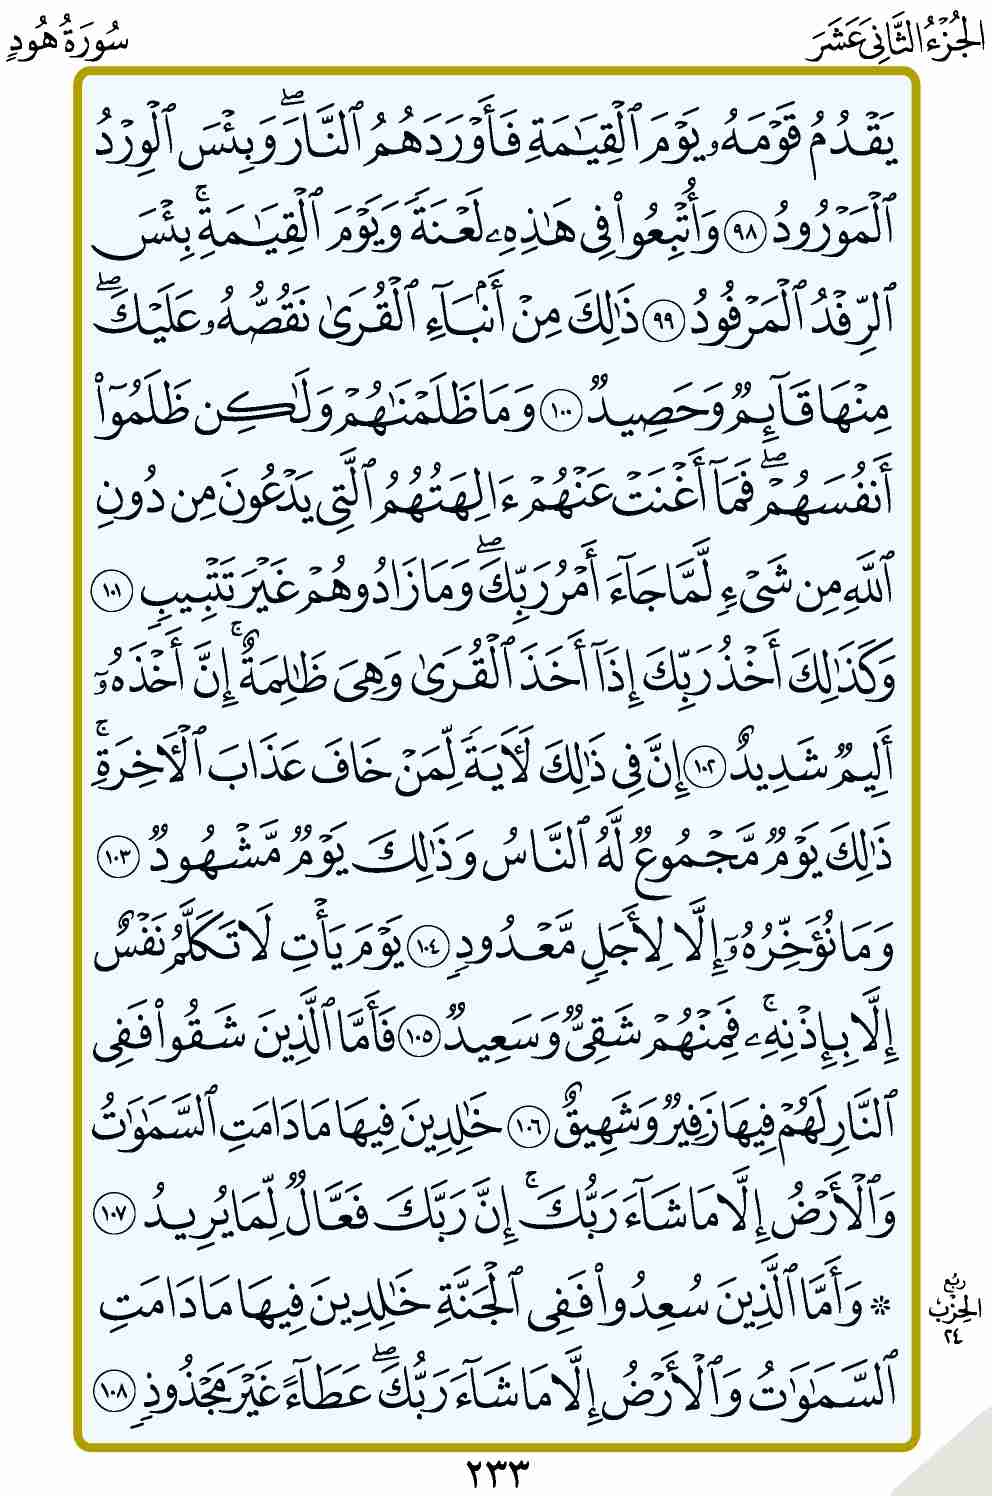 الجُزْءُ الثَّانِي عَشَرَ
سُورَةُ هُودٍ
يَقْدُمُ قَوْمَهُۥ يَوْمَ ٱلْقِيَـٰمَةِ فَأَوْرَدَهُمُ ٱلنَّارَ ۖ وَبِئْسَ ٱلْوِرْدُ
ٱلْمَوْرُودُ ٩٨ وَأُتْبِعُوا۟ فِى هَـٰذِهِۦ لَعْنَةً وَيَوْمَ ٱلْقِيَـٰمَةِ ۚ بِئْسَ
ٱلرِّفْدُ ٱلْمَرْفُودُ ٩٩ ذَٰلِكَ مِنْ أَنۢبَآءِ ٱلْقُرَىٰ نَقُصُّهُۥ عَلَيْكَ ۖ
مِنْهَا قَآئِمٌ وَحَصِيدٌ ١٠٠ وَمَا ظَلَمْنَـٰهُمْ وَلَـٰكِن ظَلَمُوٓا۟
أَنفُسَهُمْ ۖ فَمَآ أَغْنَتْ عَنْهُمْ ءَالِهَتُهُمُ ٱلَّتِى يَدْعُونَ مِن دُونِ
ٱللَّهِ مِن شَىْءٍ لَّمَّا جَآءَ أَمْرُ رَبِّكَ ۖ وَمَا زَادُوهُمْ غَيْرَ تَتْبِيبٍ ١٠١
وَكَذَٰلِكَ أَخْذُ رَبِّكَ إِذَآ أَخَذَ ٱلْقُرَىٰ وَهِىَ ظَـٰلِمَةٌ ۚ إِنَّ أَخْذَهُۥٓ
أَلِيمٌ شَدِيدٌ ١٠٢ إِنَّ فِى ذَٰلِكَ لَـَٔايَةً لِّمَنْ خَافَ عَذَابَ ٱلْـَٔاخِرَةِ ۚ
ذَٰلِكَ يَوْمٌ مَّجْمُوعٌ لَّهُ ٱلنَّاسُ وَذَٰلِكَ يَوْمٌ مَّشْهُودٌ ١٠٣
وَمَا نُؤَخِّرُهُۥٓ إِلَّا لِأَجَلٍ مَّعْدُودٍ ١٠٤ يَوْمَ يَأْتِ لَا تَكَلَّمُ نَفْسٌ
إِلَّا بِإِذْنِهِۦ ۚ فَمِنْهُمْ شَقِىٌّ وَسَعِيدٌ ١٠٥ فَأَمَّا ٱلَّذِينَ شَقُوا۟ فَفِى
ٱلنَّارِ لَهُمْ فِيهَا زَفِيرٌ وَشَهِيقٌ ١٠٦ خَـٰلِدِينَ فِيهَا مَا دَامَتِ ٱلسَّمَـٰوَٰتُ
وَٱلْأَرْضُ إِلَّا مَا شَآءَ رَبُّكَ ۚ إِنَّ رَبَّكَ فَعَّالٌ لِّمَا يُرِيدُ ١٠٧
۞ وَأَمَّا ٱلَّذِينَ سُعِدُوا۟ فَفِى ٱلْجَنَّةِ خَـٰلِدِينَ فِيهَا مَا دَامَتِ
ٱلسَّمَـٰوَٰتُ وَٱلْأَرْضُ إِلَّا مَا شَآءَ رَبُّكَ ۖ عَطَآءً غَيْرَ مَجْذُوذٍ ١٠٨
رُبْع
الحِزْب
٢٤
٢٣٣